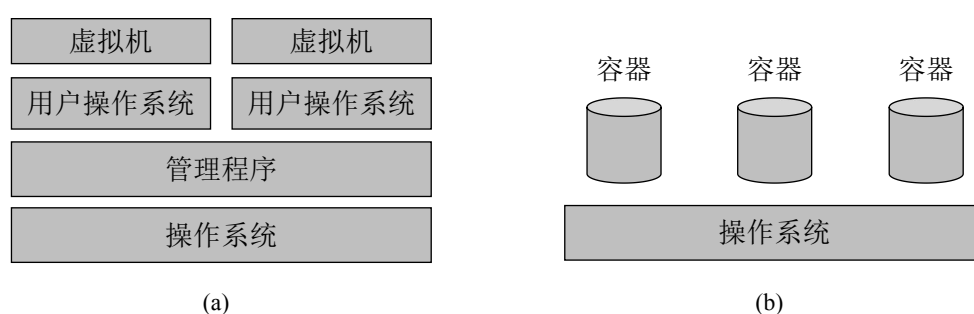 虚拟机 虚拟机
用户操作系统 用户操作系统
管理程序
操作系统
(a)
容器 容器 容器
操作系统
(b)